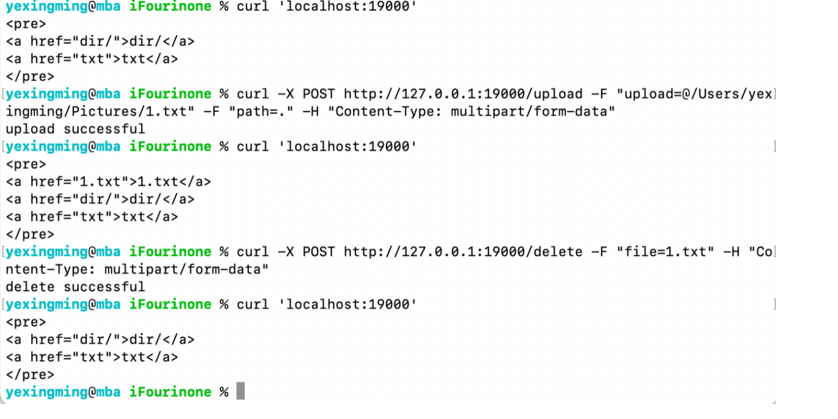 yexingming@mba iFourinone % curl 'localhost:19000'
<pre>
<a href="dir/">dir/</a>
<a href="txt">txt</a>
</pre>
[yexingming@mba iFourinone % curl -X POST http://127.0.0.1:19000/upload -F "upload=@/Users/yex]
ingming/Pictures/1.txt" -F "path=." -H "Content-Type: multipart/form-data"
upload successful
[yexingming@mba iFourinone % curl 'localhost:19000' ]
<pre>
<a href="1.txt">1.txt</a>
<a href="dir/">dir/</a>
<a href="txt">txt</a>
</pre>
[yexingming@mba iFourinone % curl -X POST http://127.0.0.1:19000/delete -F "file=1.txt" -H "Co]
ntent-Type: multipart/form-data"
delete successful
[yexingming@mba iFourinone % curl 'localhost:19000' ]
<pre>
<a href="dir/">dir/</a>
<a href="txt">txt</a>
</pre>
yexingming@mba iFourinone %